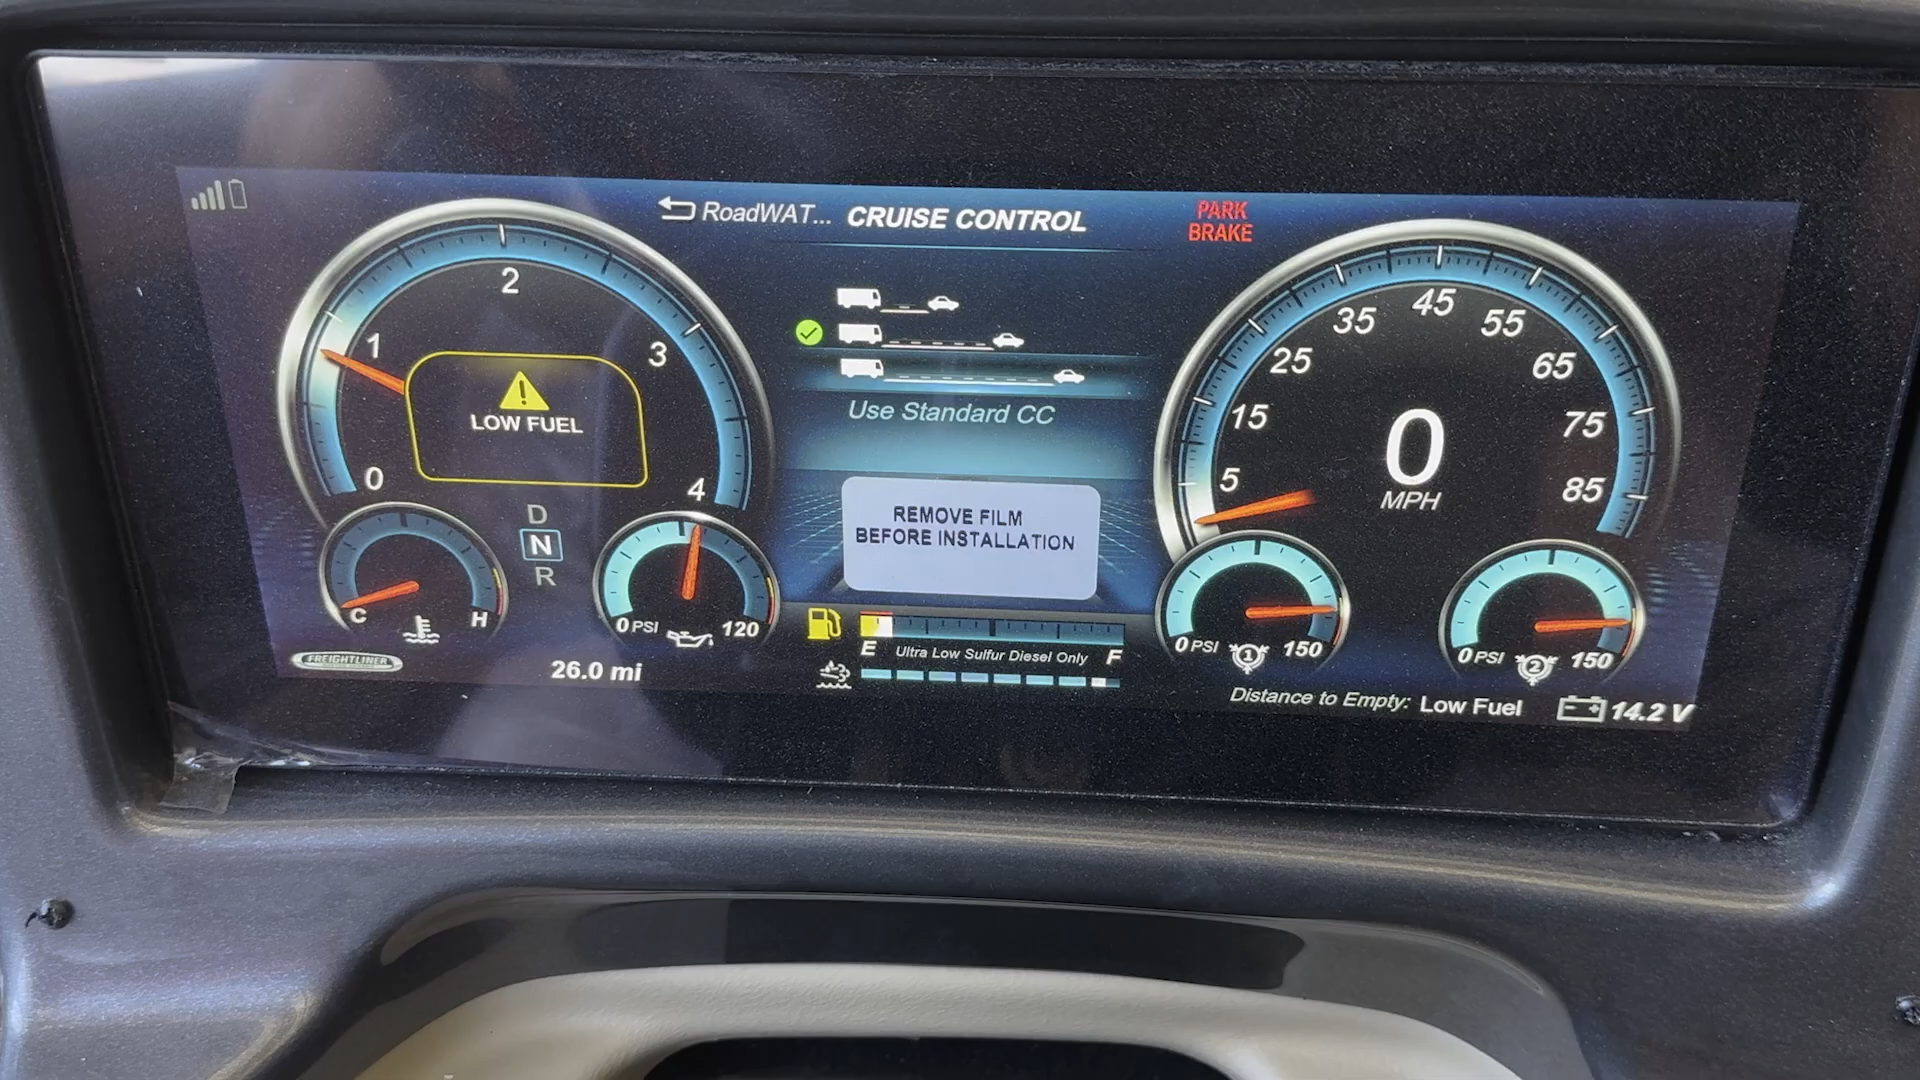 RoadWAT... CRUISE CONTROL
PARK
BRAKE
0
1
2
3
4
LOW FUEL
Use Standard CC
REMOVE FILM
BEFORE INSTALLATION
5
15
25
35
45
55
65
75
85
0
MPH
D
N
R
C H
0 PSI 120
E Ultra Low Sulfur Diesel Only F
0 PSI 1 150
0 PSI 2 150
FREIGHTLINER
26.0 mi
Distance to Empty: Low Fuel
14.2 V